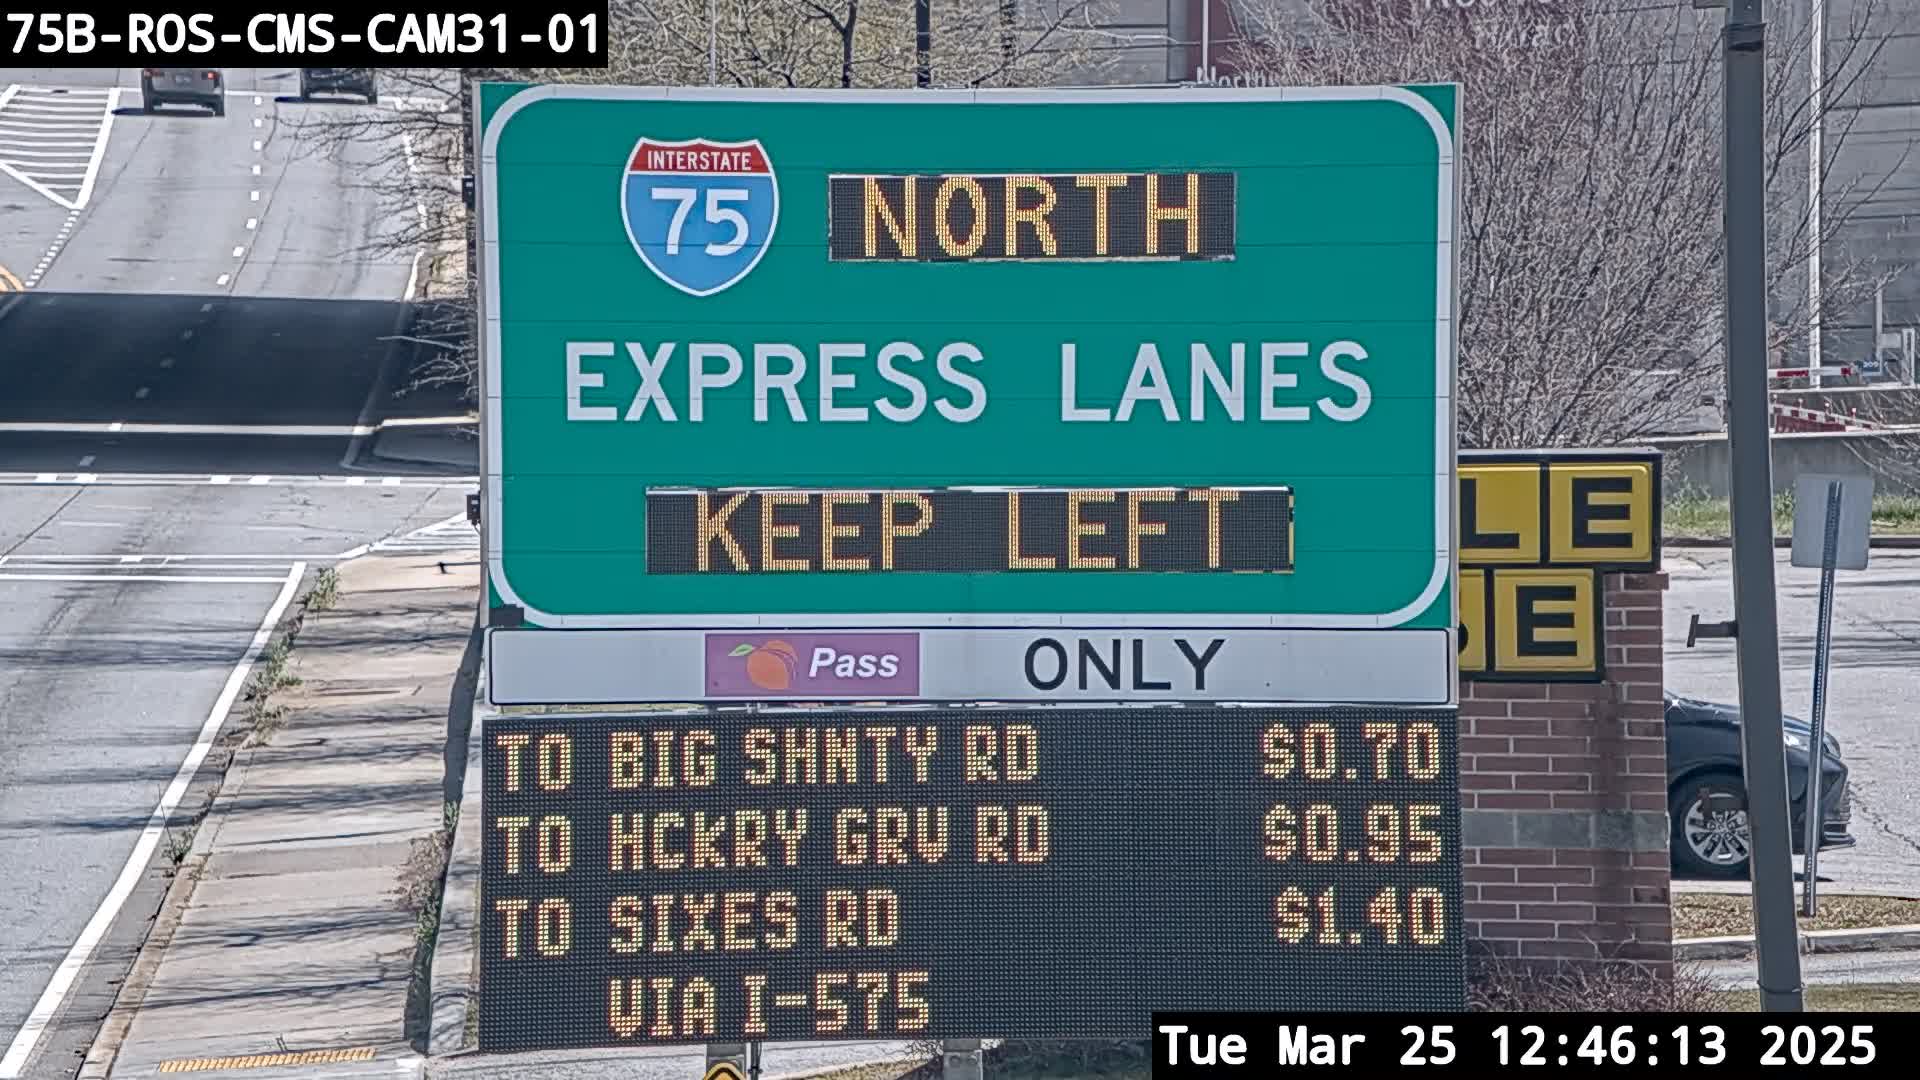 75B-ROS-CMS-CAM31-01
INTERSTATE
75
NORTH
EXPRESS LANES
KEEP LEFT
Pass ONLY
TO BIG SHNTY RD $0.70
TO HCKRY GRV RD $0.95
TO SIXES RD $1.40
VIA I-575
LE
E
Tue Mar 25 12:46:13 2025